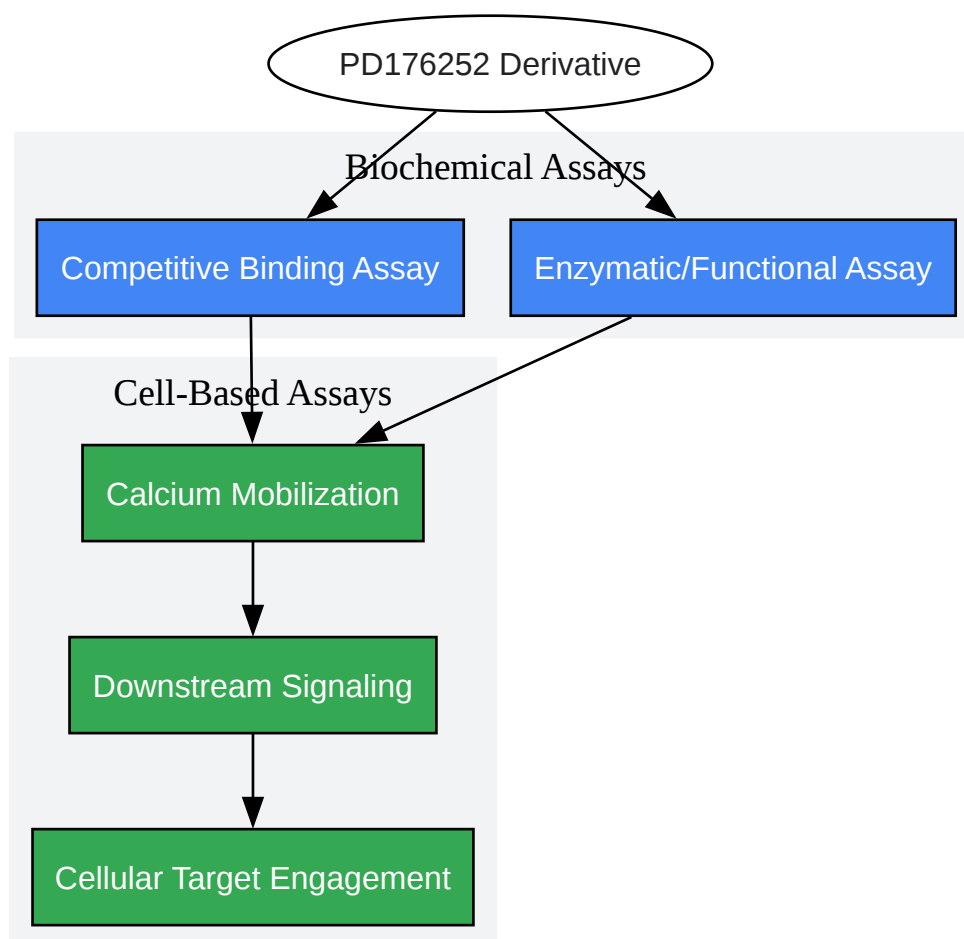 PD176252 Derivative
Biochemical Assays
Competitive Binding Assay
Enzymatic/Functional Assay
Cell-Based Assays
Calcium Mobilization
Downstream Signaling
Cellular Target Engagement